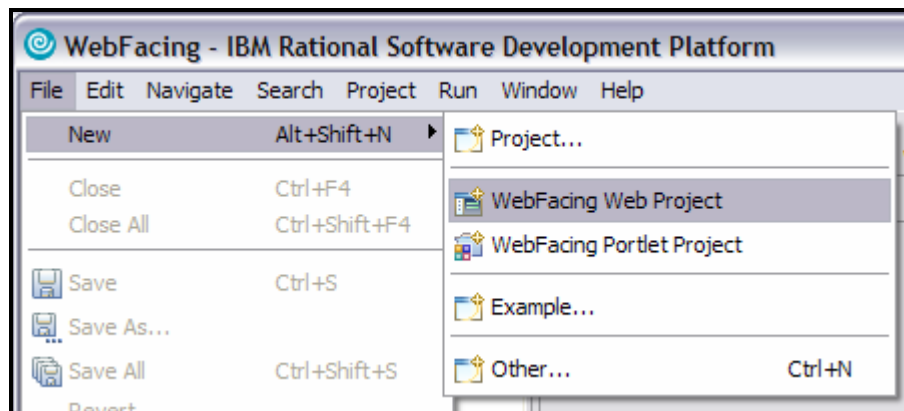 WebFacing - IBM Rational Software Development Platform
File Edit Navigate Search Project Run Window Help
New Alt+Shift+N
Close Ctrl+F4
Close All Ctrl+Shift+F4
Save Ctrl+S
Save As...
Save All Ctrl+Shift+S
Revert
Project...
WebFacing Web Project
WebFacing Portlet Project
Example...
Other... Ctrl+N